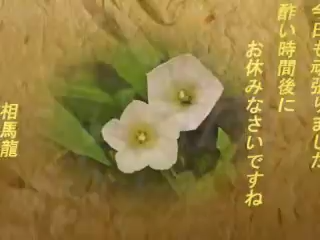 今日も頑張りました
酷い時間後に
お休みなさいですね
相馬龍